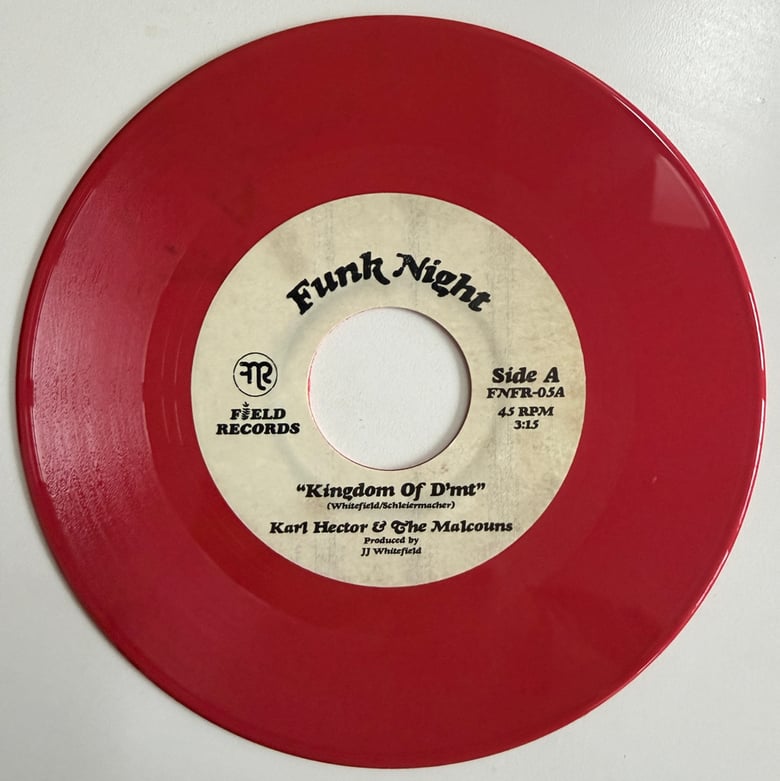 Funk Night
FNR
FIELD
RECORDS
Side A
FNFR-05A
45 RPM
3:15
“Kingdom Of D'mt”
(Whitefield/Schleiermacher)
Karl Hector & The Malcouns
Produced by
JJ Whitefield